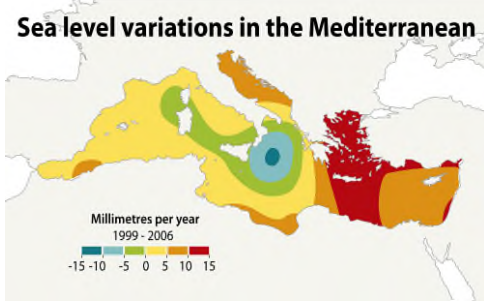 Sea level variations in the Mediterranean
Millimetres per year
1999 - 2006
-15 -10 -5 0 5 10 15